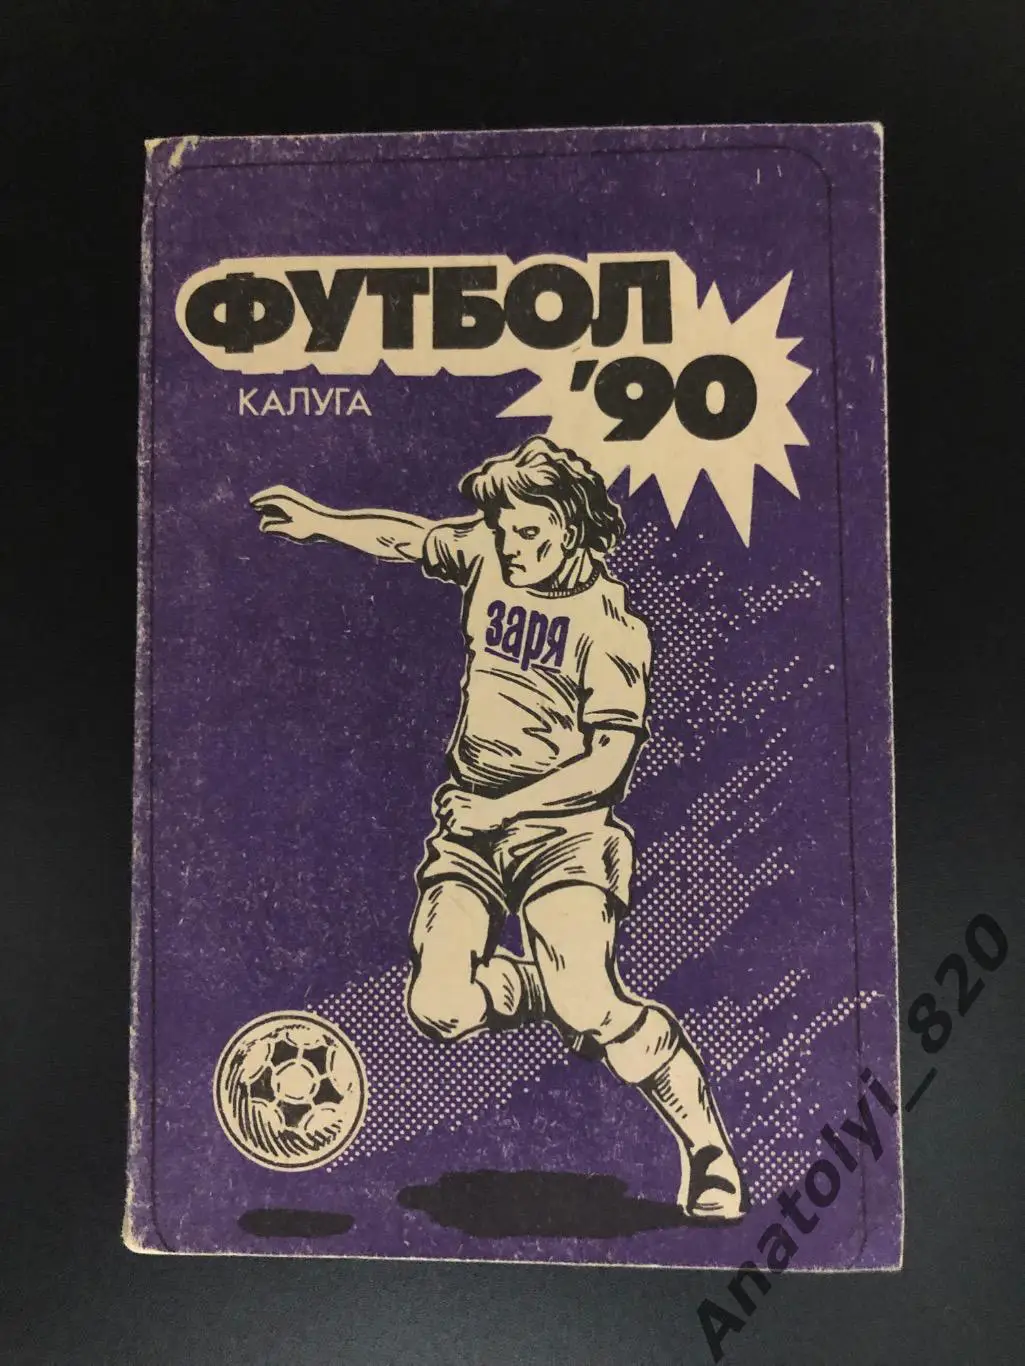 ФУТБОЛ
'90
КАЛУГА
заря
Anatolyi_820